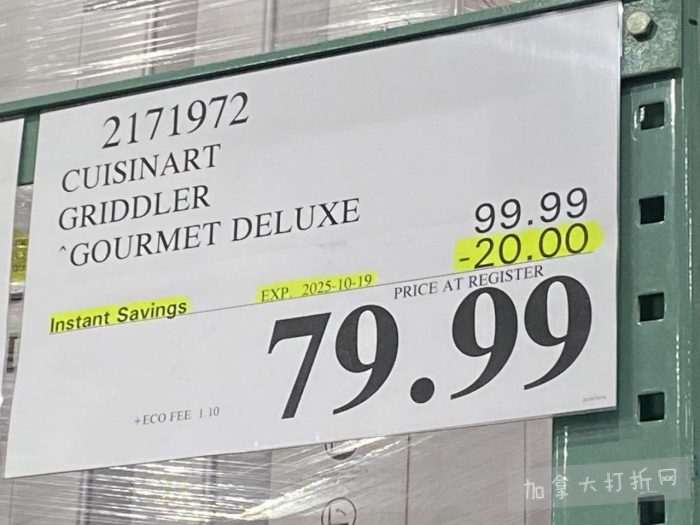 2171972
CUISINART
GRIDDLER
^GOURMET DELUXE
99.99
-20.00
Instant Savings
EXP. 2025-10-19
PRICE AT REGISTER
79.99
+ECO FEE 1.10
加拿大打折网